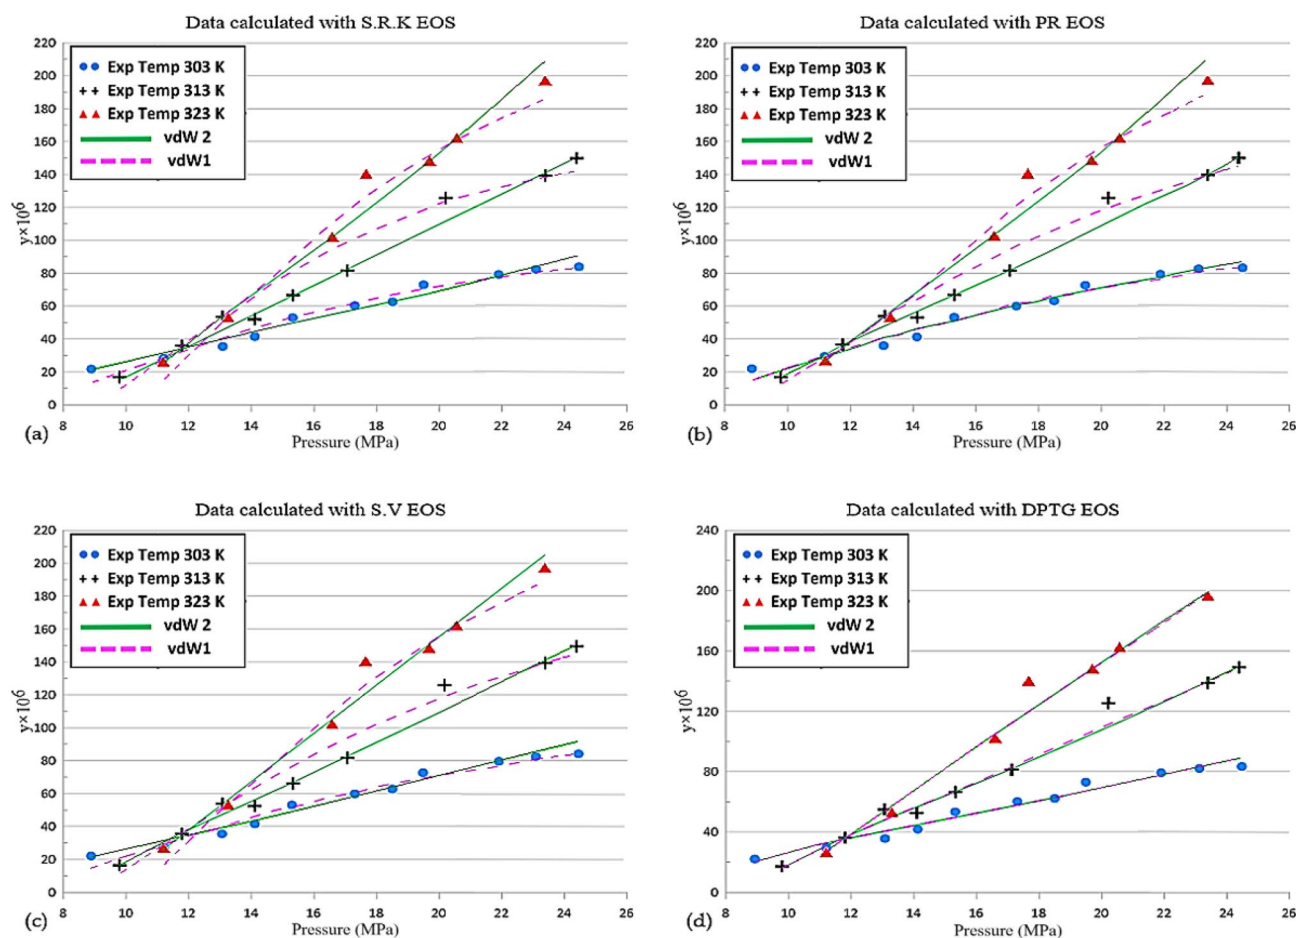 Data calculated with S.R.K EOS
220
200
180
160
140
120
100
80
60
40
20
0
y×10⁶
Exp Temp 303 K
Exp Temp 313 K
Exp Temp 323 K
vdW 2
vdW1
8 10 12 14 16 18 20 22 24 26
(a)
Pressure (MPa)
Data calculated with PR EOS
220
200
180
160
140
120
100
80
60
40
20
0
y×10⁶
Exp Temp 303 K
Exp Temp 313 K
Exp Temp 323 K
vdW 2
vdW1
8 10 12 14 16 18 20 22 24 26
(b)
Pressure (MPa)
Data calculated with S.V EOS
220
200
180
160
140
120
100
80
60
40
20
0
y×10⁶
Exp Temp 303 K
Exp Temp 313 K
Exp Temp 323 K
vdW 2
vdW1
8 10 12 14 16 18 20 22 24 26
(c)
Pressure (MPa)
Data calculated with DPTG EOS
240
200
160
120
80
40
0
y×10⁶
Exp Temp 303 K
Exp Temp 313 K
Exp Temp 323 K
vdW 2
vdW1
8 10 12 14 16 18 20 22 24 26
(d)
Pressure (MPa)